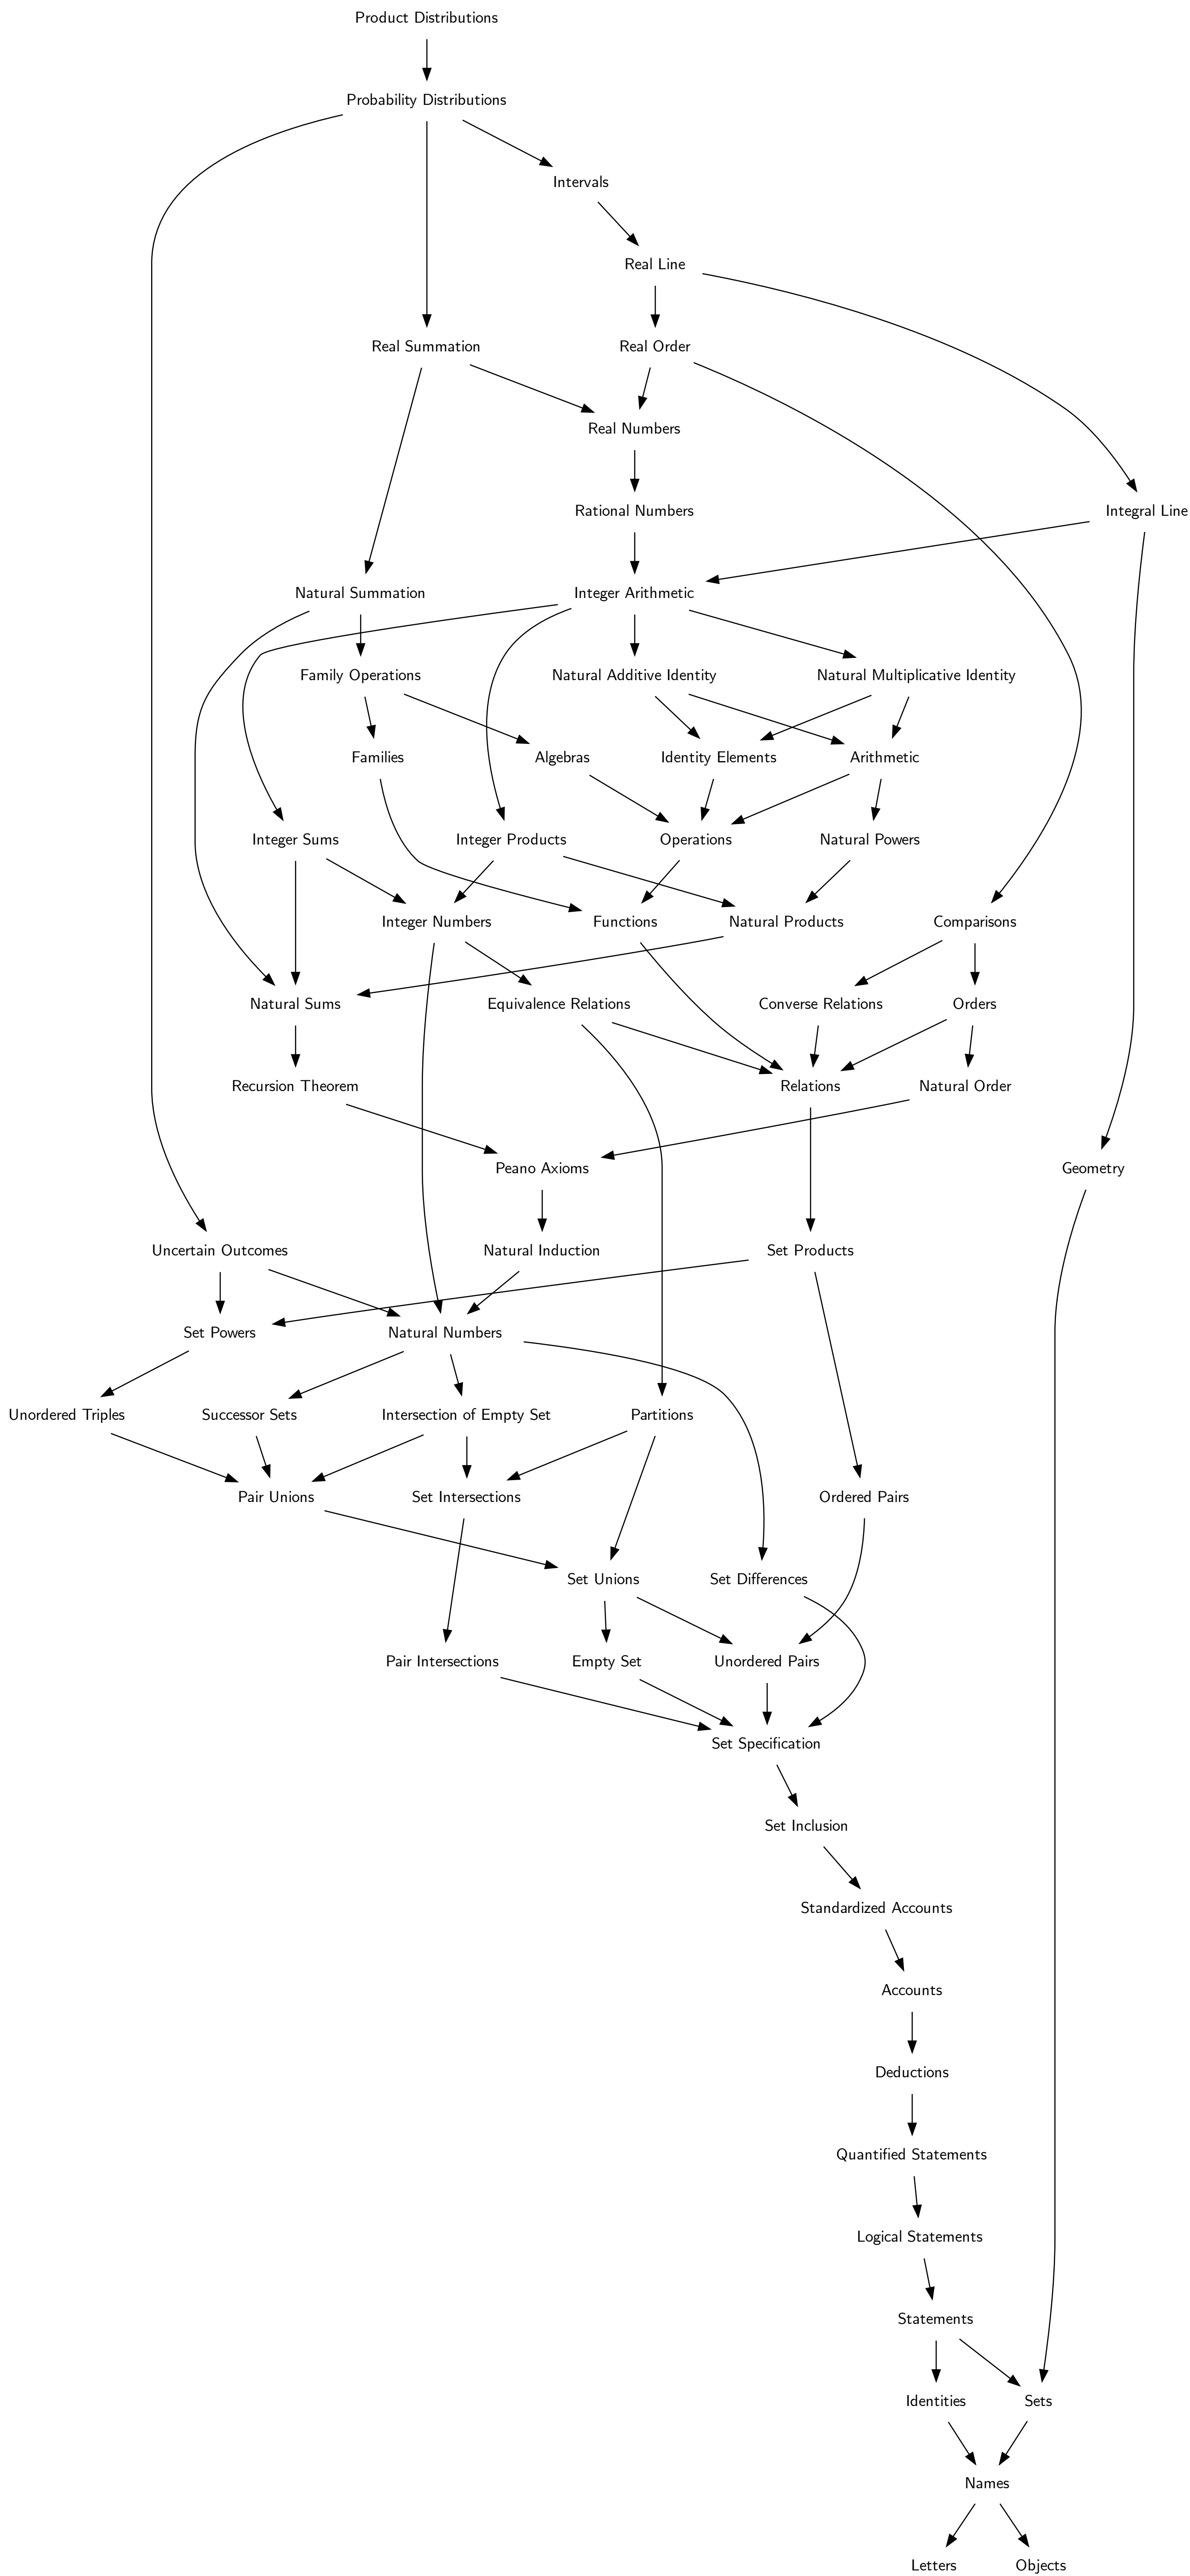 Product Distributions
Probability Distributions
Intervals
Real Line
Real Summation
Real Order
Real Numbers
Rational Numbers
Integral Line
Natural Summation
Integer Arithmetic
Family Operations
Natural Additive Identity
Natural Multiplicative Identity
Families
Algebras
Identity Elements
Arithmetic
Integer Sums
Integer Products
Operations
Natural Powers
Integer Numbers
Functions
Natural Products
Comparisons
Natural Sums
Equivalence Relations
Converse Relations
Orders
Recursion Theorem
Relations
Natural Order
Peano Axioms
Geometry
Uncertain Outcomes
Natural Induction
Set Products
Set Powers
Natural Numbers
Unordered Triples
Successor Sets
Intersection of Empty Set
Partitions
Pair Unions
Set Intersections
Ordered Pairs
Set Unions
Set Differences
Pair Intersections
Empty Set
Unordered Pairs
Set Specification
Set Inclusion
Standardized Accounts
Accounts
Deductions
Quantified Statements
Logical Statements
Statements
Identities
Sets
Names
Letters
Objects